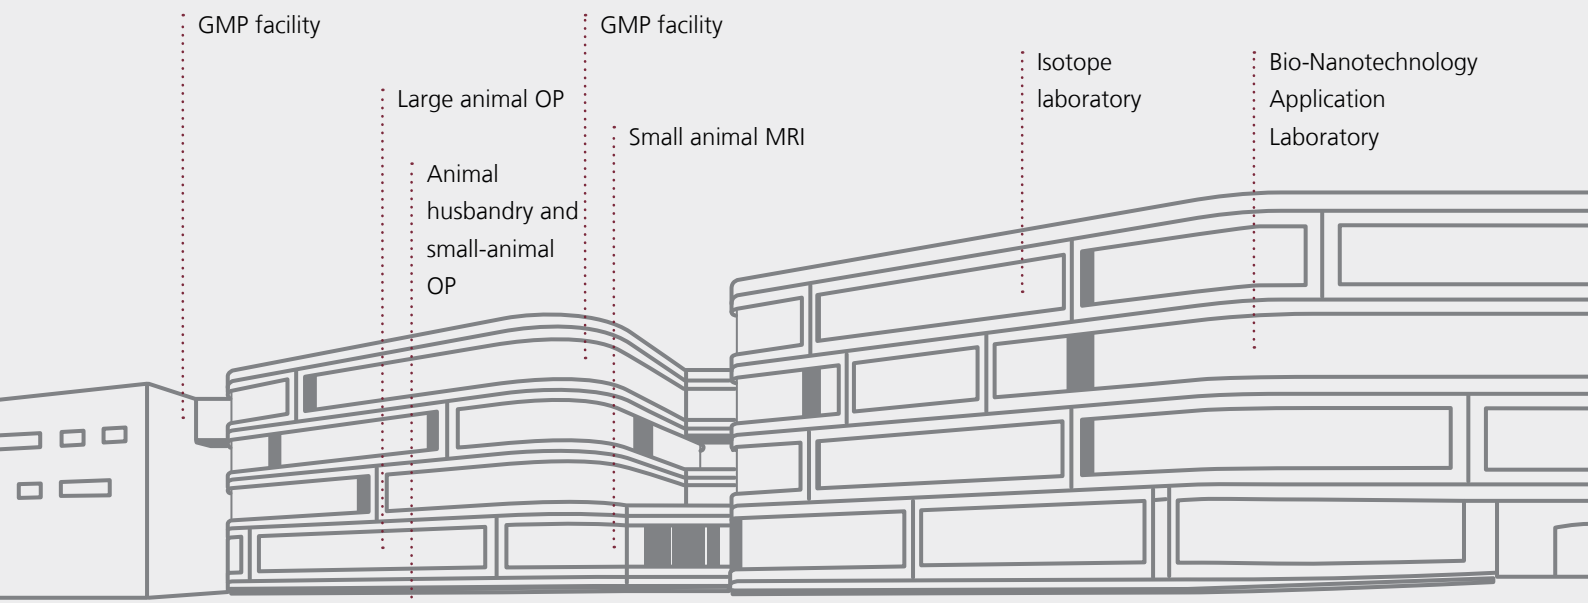 GMP facility
Large animal OP
Animal
husbandry and
small-animal
OP
GMP facility
Small animal MRI
Isotope
laboratory
Bio-Nanotechnology
Application
Laboratory